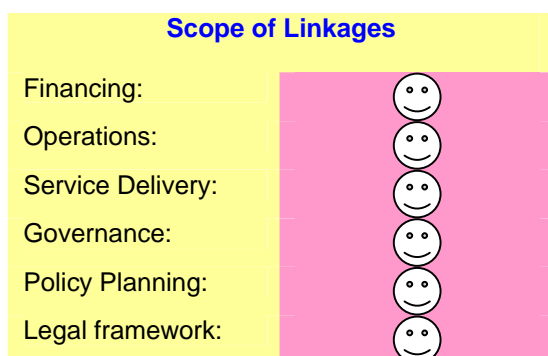 Scope of Linkages
Financing:
Operations:
Service Delivery:
Governance:
Policy Planning:
Legal framework: